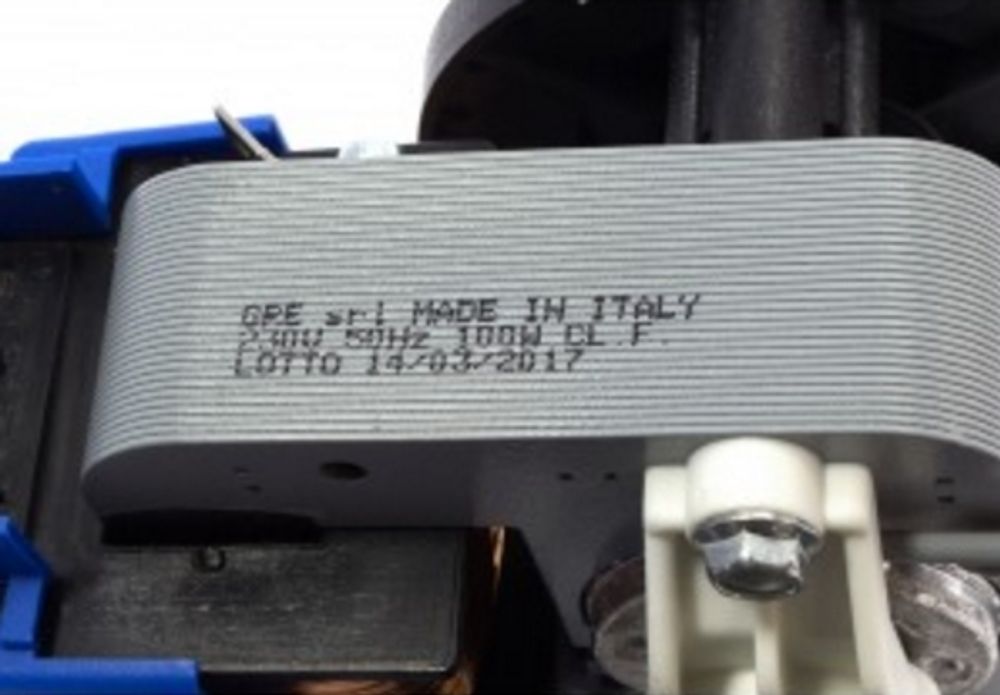 GPE srl MADE IN ITALY
230V 50Hz 100W CL.F.
LOTTO 14/03/2017